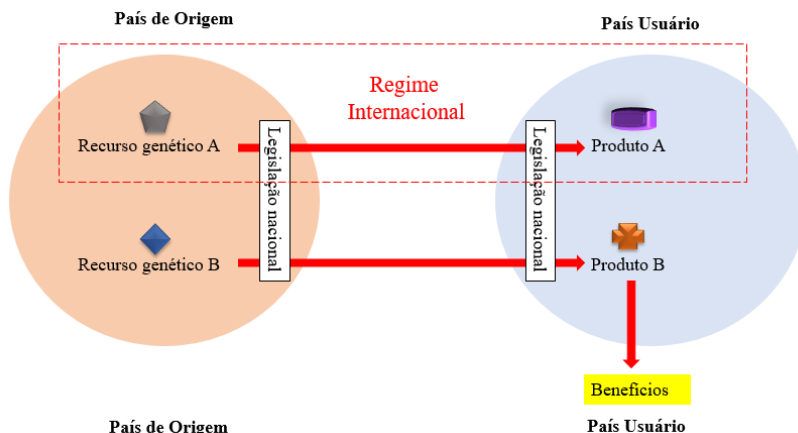 País de Origem
País Usuário
Regime
Internacional
Recurso genético A
Legislação nacional
Legislação nacional
Produto A
Recurso genético B
Produto B
Benefícios
País de Origem
País Usuário